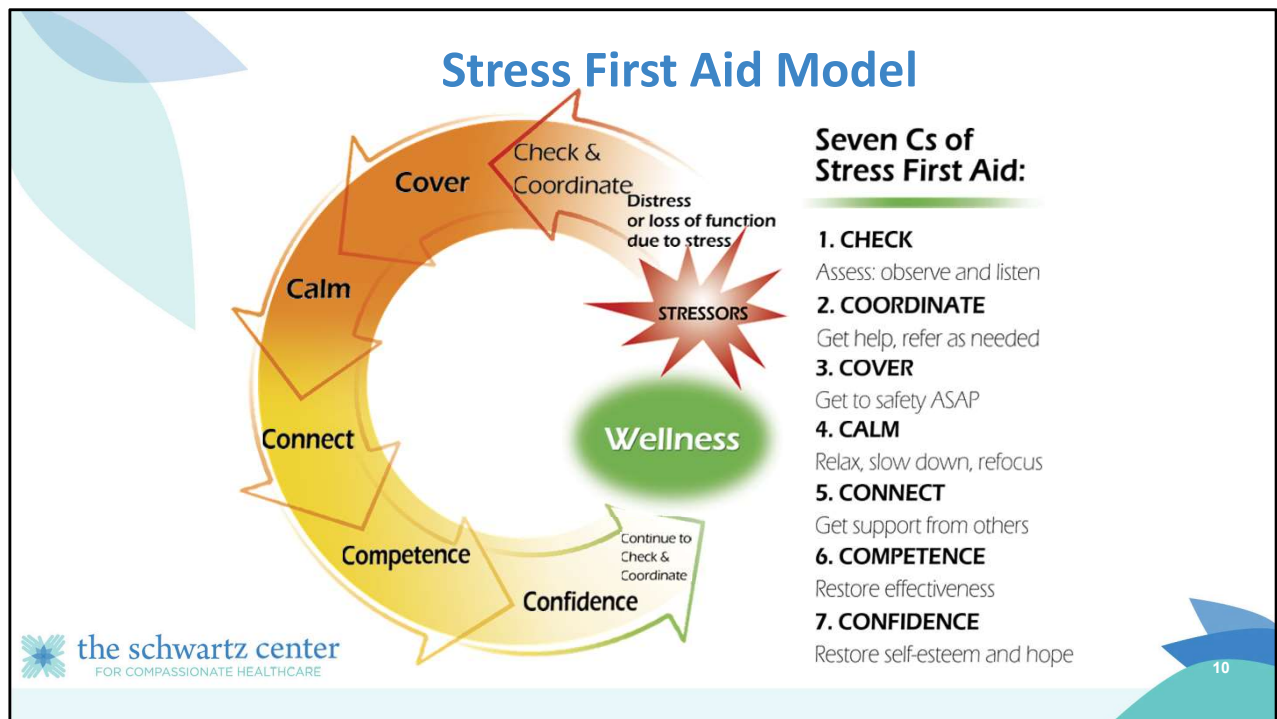 Stress First Aid Model
Check &
Coordinate
Cover
Distress
or loss of function
due to stress
STRESSORS
Calm
Connect
Wellness
Competence
Confidence
Continue to
Check &
Coordinate
Seven Cs of
Stress First Aid:
1. CHECK
Assess: observe and listen
2. COORDINATE
Get help, refer as needed
3. COVER
Get to safety ASAP
4. CALM
Relax, slow down, refocus
5. CONNECT
Get support from others
6. COMPETENCE
Restore effectiveness
7. CONFIDENCE
Restore self-esteem and hope
the schwartz center
FOR COMPASSIONATE HEALTHCARE
10